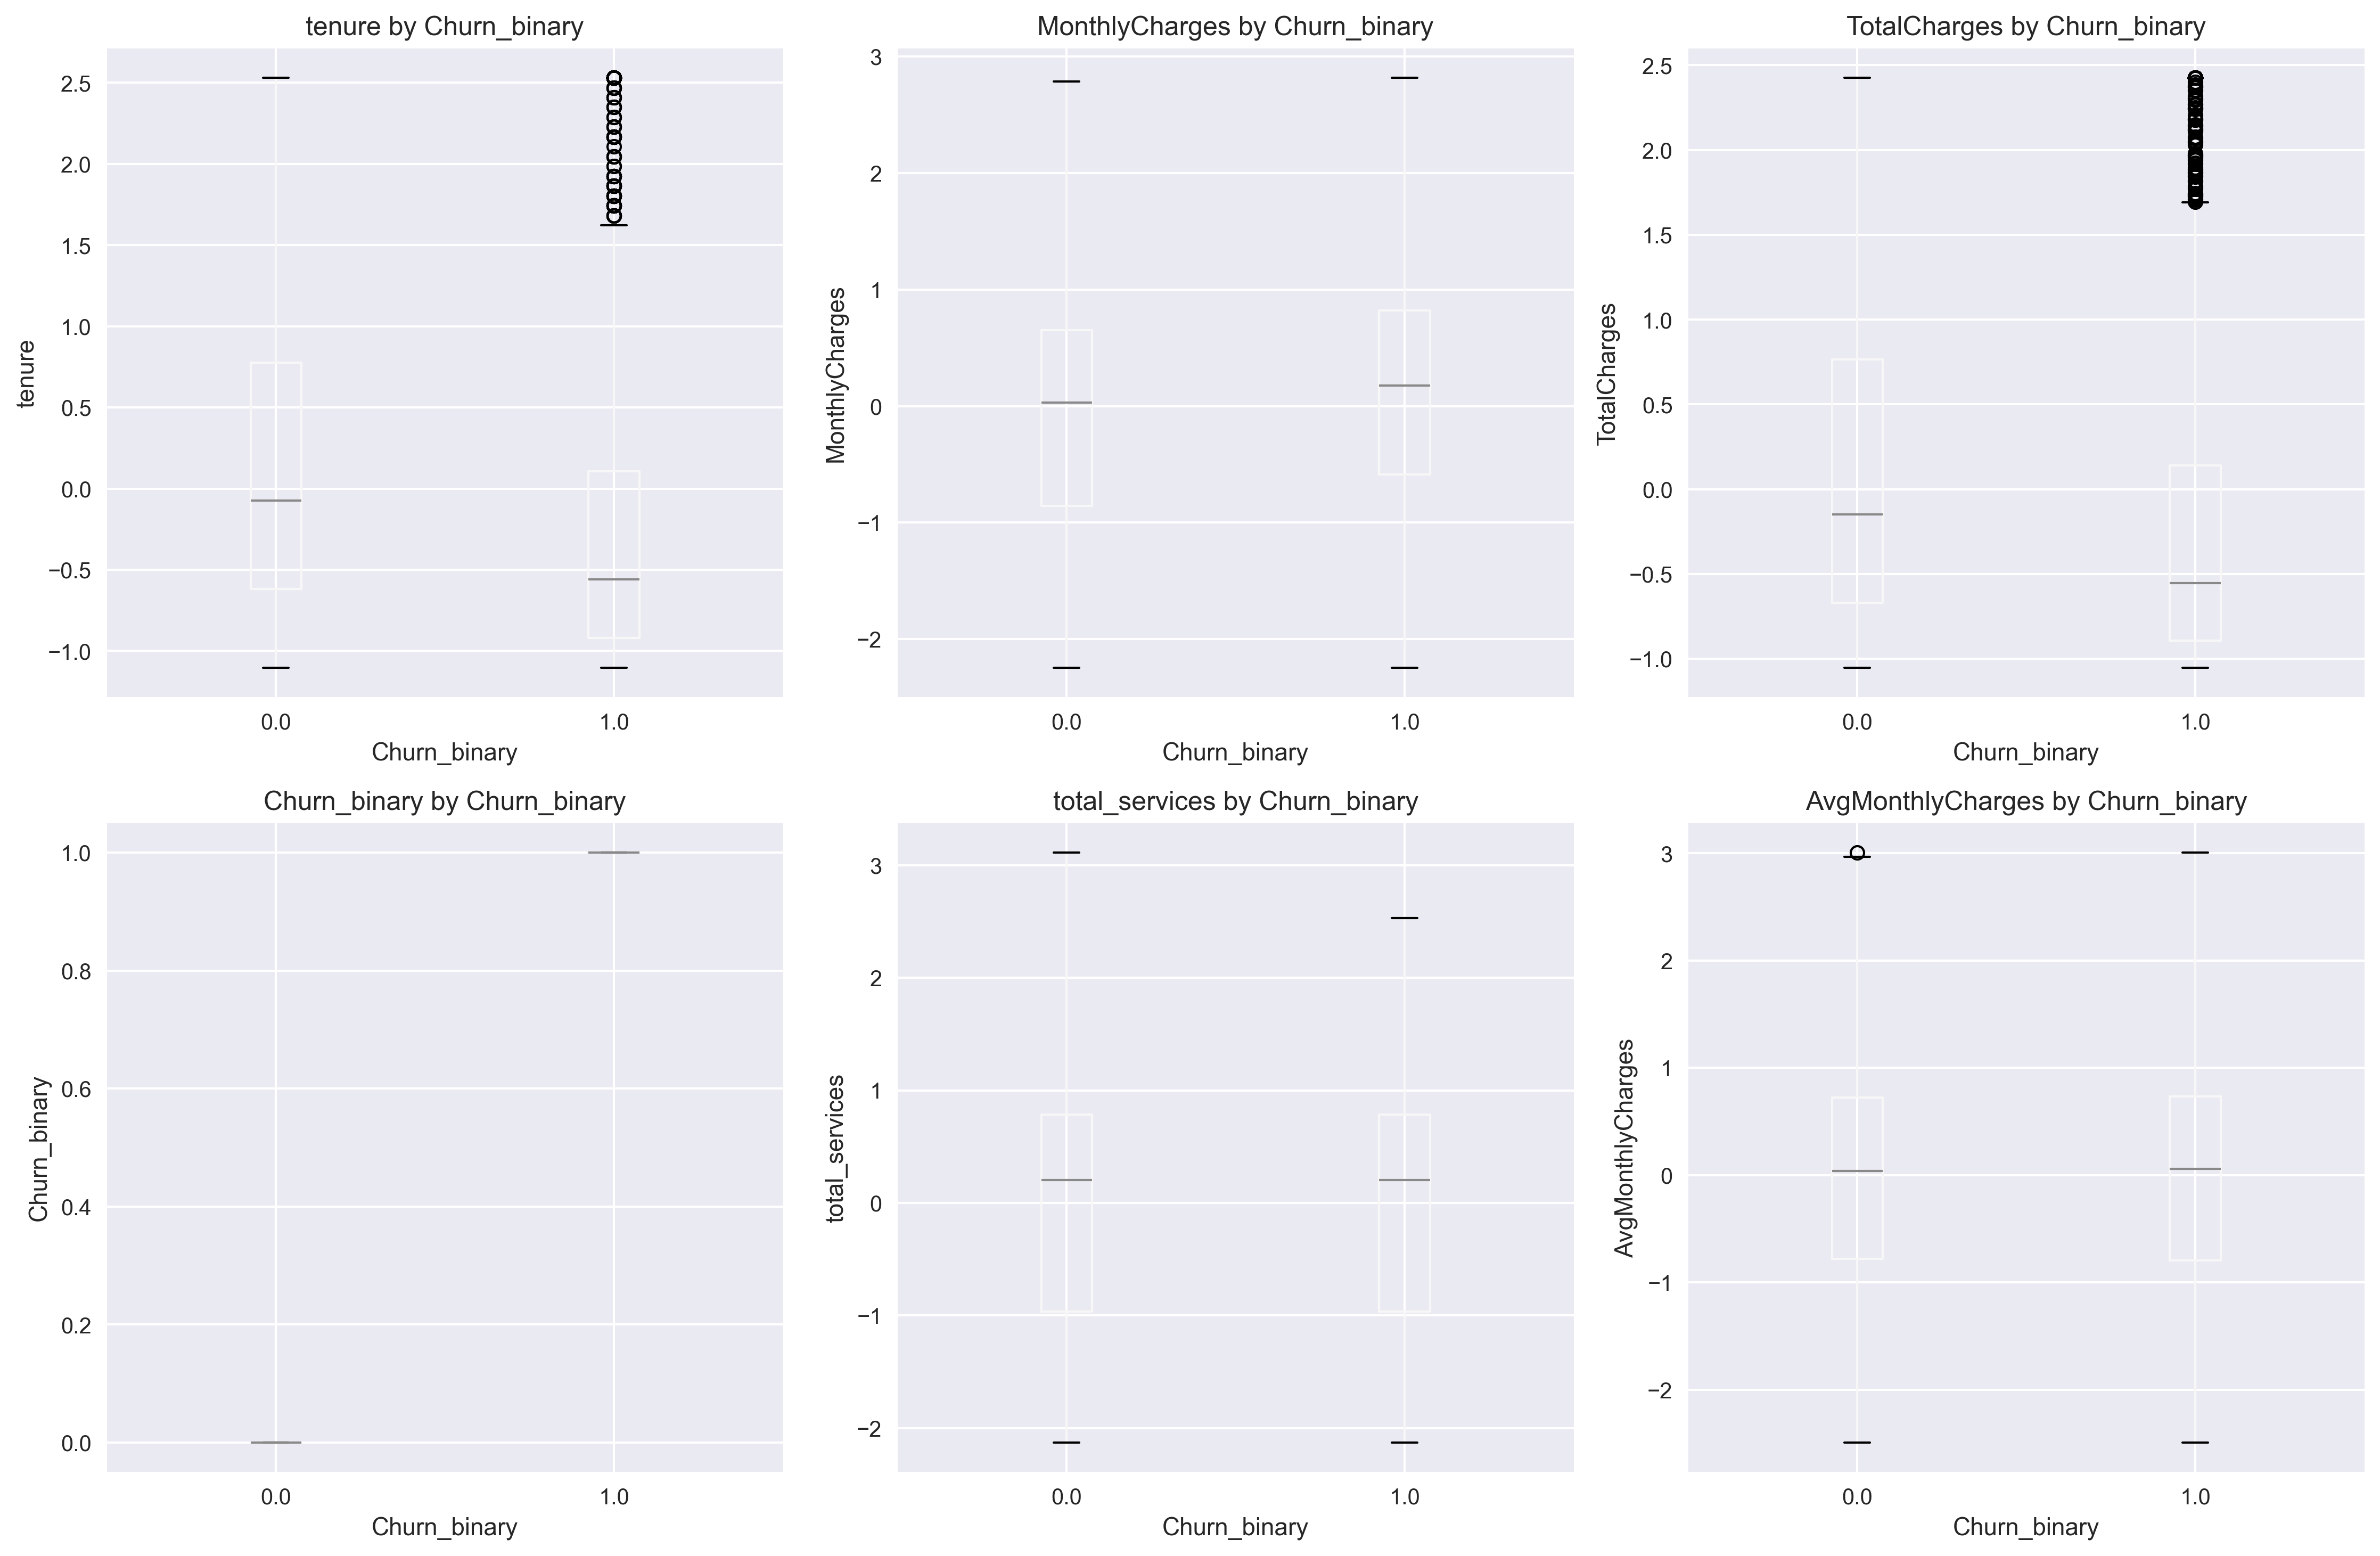 tenure by Churn_binary
2.5
2.0
1.5
1.0
0.5
0.0
−0.5
−1.0
tenure
0.0 1.0
Churn_binary
MonthlyCharges by Churn_binary
3
2
1
0
−1
−2
MonthlyCharges
0.0 1.0
Churn_binary
TotalCharges by Churn_binary
2.5
2.0
1.5
1.0
0.5
0.0
−0.5
−1.0
TotalCharges
0.0 1.0
Churn_binary
Churn_binary by Churn_binary
1.0
0.8
0.6
0.4
0.2
0.0
Churn_binary
0.0 1.0
Churn_binary
total_services by Churn_binary
3
2
1
0
−1
−2
total_services
0.0 1.0
Churn_binary
AvgMonthlyCharges by Churn_binary
3
2
1
0
−1
−2
AvgMonthlyCharges
0.0 1.0
Churn_binary